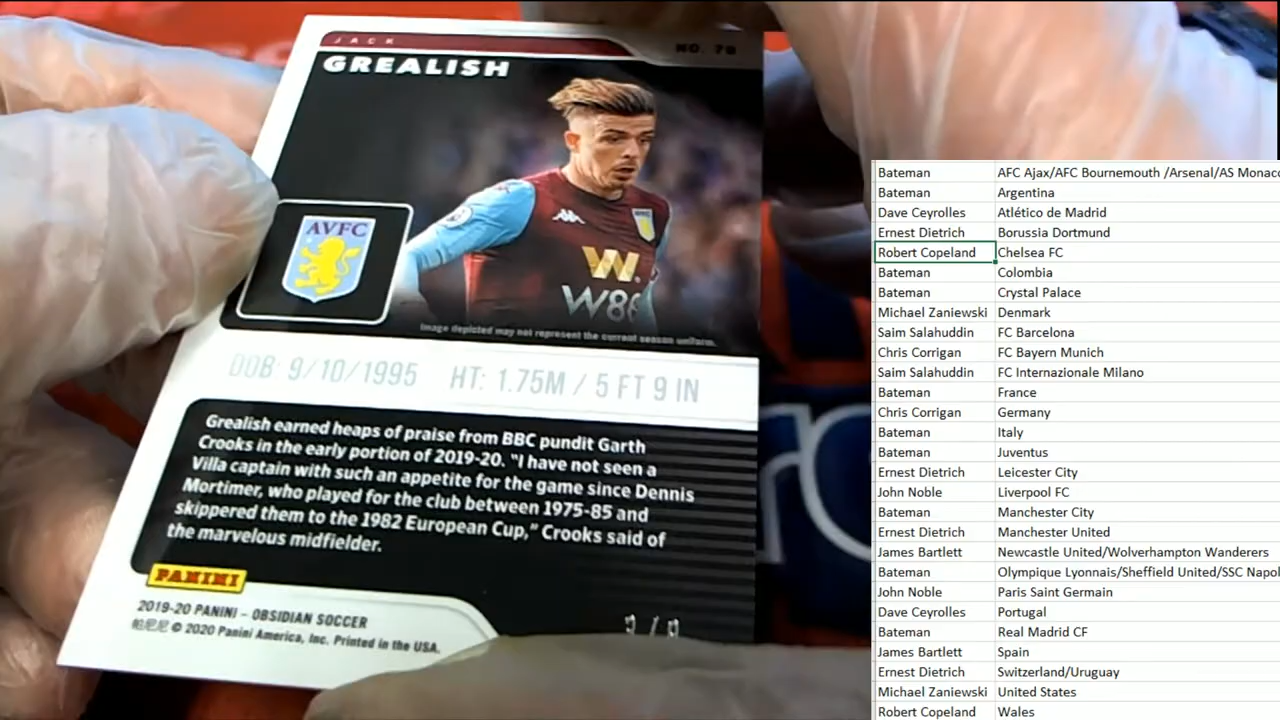 JACK
NO. 78
GREALISH
AVFC
W86
Image depicted may not represent the current season uniform.
DOB: 9/10/1995 HT: 1.75M / 5 FT 9 IN
Grealish earned heaps of praise from BBC pundit Garth
Crooks in the early portion of 2019-20. "I have not seen a
Villa captain with such an appetite for the game since Dennis
Mortimer, who played for the club between 1975-85 and
skippered them to the 1982 European Cup," Crooks said of
the marvelous midfielder.
PANINI
2019-20 PANINI – OBSIDIAN SOCCER
帕尼尼 © 2020 Panini America, Inc. Printed in the USA.
Bateman AFC Ajax/AFC Bournemouth /Arsenal/AS Monaco
Bateman Argentina
Dave Ceyrolles Atlético de Madrid
Ernest Dietrich Borussia Dortmund
Robert Copeland Chelsea FC
Bateman Colombia
Bateman Crystal Palace
Michael Zaniewski Denmark
Saim Salahuddin FC Barcelona
Chris Corrigan FC Bayern Munich
Saim Salahuddin FC Internazionale Milano
Bateman France
Chris Corrigan Germany
Bateman Italy
Bateman Juventus
Ernest Dietrich Leicester City
John Noble Liverpool FC
Bateman Manchester City
Ernest Dietrich Manchester United
James Bartlett Newcastle United/Wolverhampton Wanderers
Bateman Olympique Lyonnais/Sheffield United/SSC Napol
John Noble Paris Saint Germain
Dave Ceyrolles Portugal
Bateman Real Madrid CF
James Bartlett Spain
Ernest Dietrich Switzerland/Uruguay
Michael Zaniewski United States
Robert Copeland Wales